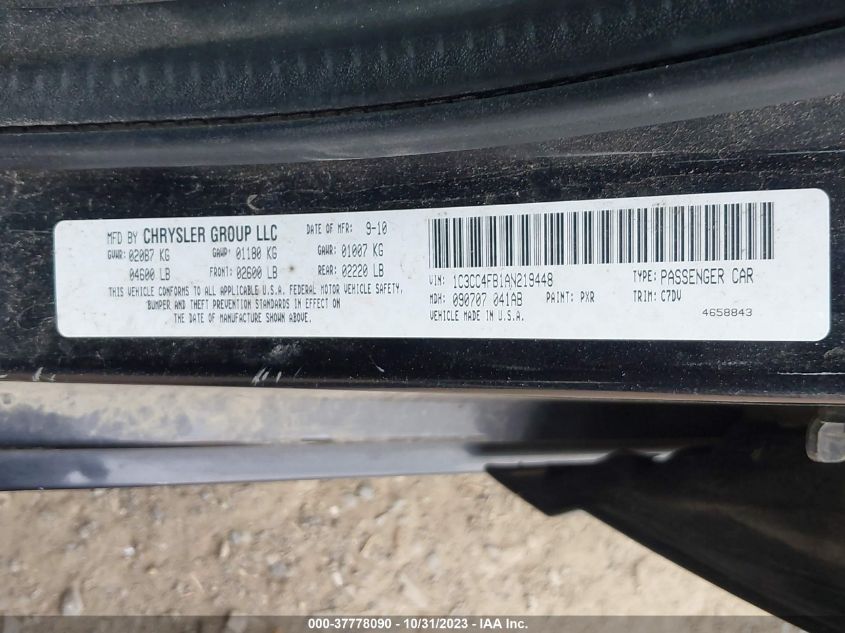 MFD BY CHRYSLER GROUP LLC DATE OF MFR: 9-10
GVWR: 02087 KG GAWR: 01180 KG GAWR: 01007 KG
04600 LB FRONT: 02600 LB REAR: 02220 LB
THIS VEHICLE CONFORMS TO ALL APPLICABLE U.S.A. FEDERAL MOTOR VEHICLE SAFETY,
BUMPER AND THEFT PREVENTION STANDARDS IN EFFECT ON
THE DATE OF MANUFACTURE SHOWN ABOVE.
VIN: 1C3CC4FB1AN219448 TYPE: PASSENGER CAR
MDH: 090707 041AB PAINT: PXR TRIM: C7DV
VEHICLE MADE IN U.S.A. 4658843
000-37778090 - 10/31/2023 - IAA Inc.